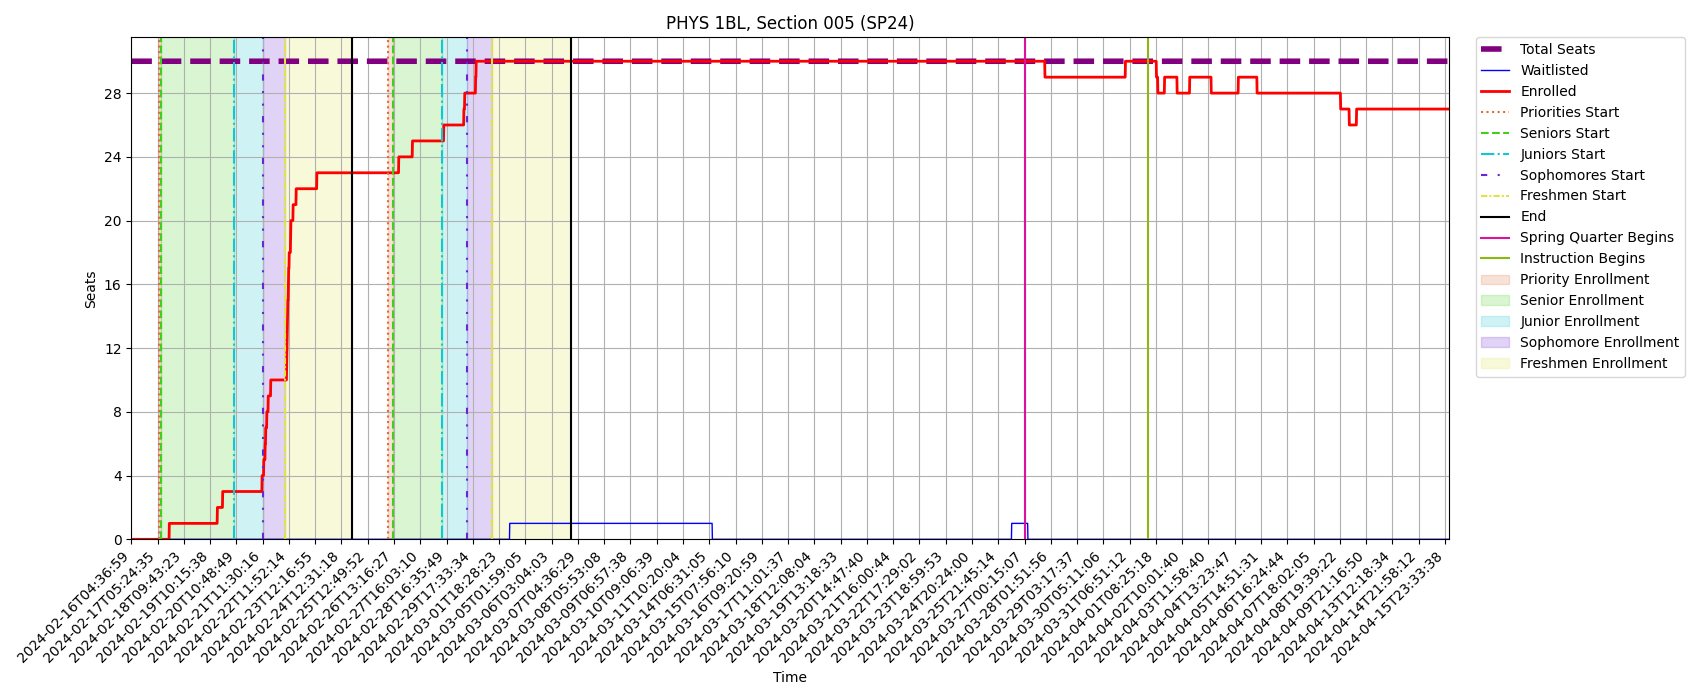 PHYS 1BL, Section 005 (SP24)
Seats
28
24
20
16
12
8
4
0
2024-02-16T04:36:59
2024-02-17T05:24:35
2024-02-18T09:43:23
2024-02-19T10:15:38
2024-02-20T10:48:49
2024-02-21T11:30:16
2024-02-22T11:52:14
2024-02-23T12:16:55
2024-02-24T12:31:18
2024-02-25T12:49:52
2024-02-26T13:16:27
2024-02-27T16:03:10
2024-02-28T16:35:49
2024-02-29T17:33:34
2024-03-01T18:28:23
2024-03-05T01:59:05
2024-03-06T03:04:03
2024-03-07T04:36:29
2024-03-08T05:53:08
2024-03-09T06:57:38
2024-03-10T09:06:39
2024-03-11T10:20:04
2024-03-14T06:31:05
2024-03-15T07:56:10
2024-03-16T09:20:59
2024-03-17T11:01:37
2024-03-18T12:08:04
2024-03-19T13:18:33
2024-03-20T14:47:40
2024-03-21T16:00:44
2024-03-22T17:29:02
2024-03-23T18:59:53
2024-03-24T20:24:00
2024-03-25T21:45:14
2024-03-27T00:15:07
2024-03-28T01:51:56
2024-03-29T03:17:37
2024-03-30T05:11:06
2024-03-31T06:51:12
2024-04-01T08:25:18
2024-04-02T10:01:40
2024-04-03T11:58:40
2024-04-04T13:23:47
2024-04-05T14:51:31
2024-04-06T16:24:44
2024-04-07T18:02:05
2024-04-08T19:39:22
2024-04-09T21:16:50
2024-04-13T12:18:34
2024-04-14T21:58:12
2024-04-15T23:33:38
Time
Total Seats
Waitlisted
Enrolled
Priorities Start
Seniors Start
Juniors Start
Sophomores Start
Freshmen Start
End
Spring Quarter Begins
Instruction Begins
Priority Enrollment
Senior Enrollment
Junior Enrollment
Sophomore Enrollment
Freshmen Enrollment